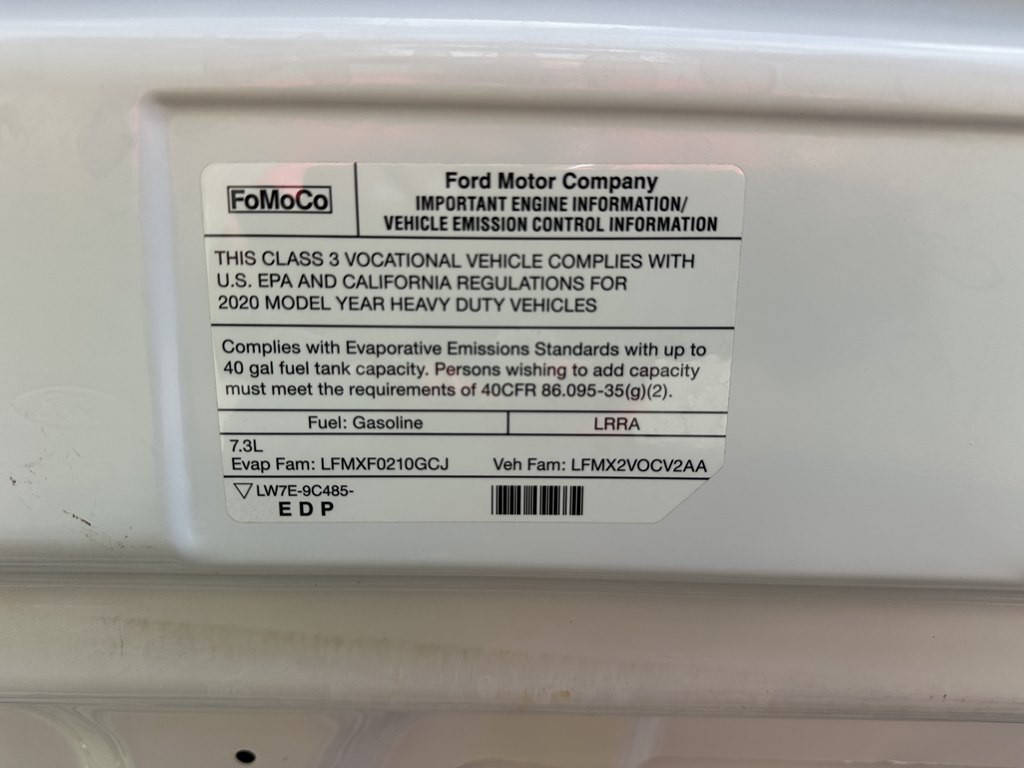 FoMoCo
Ford Motor Company
IMPORTANT ENGINE INFORMATION/
VEHICLE EMISSION CONTROL INFORMATION
THIS CLASS 3 VOCATIONAL VEHICLE COMPLIES WITH
U.S. EPA AND CALIFORNIA REGULATIONS FOR
2020 MODEL YEAR HEAVY DUTY VEHICLES
Complies with Evaporative Emissions Standards with up to
40 gal fuel tank capacity. Persons wishing to add capacity
must meet the requirements of 40CFR 86.095-35(g)(2).
Fuel: Gasoline LRRA
7.3L
Evap Fam: LFMXF0210GCJ Veh Fam: LFMX2VOCV2AA
LW7E-9C485-
EDP